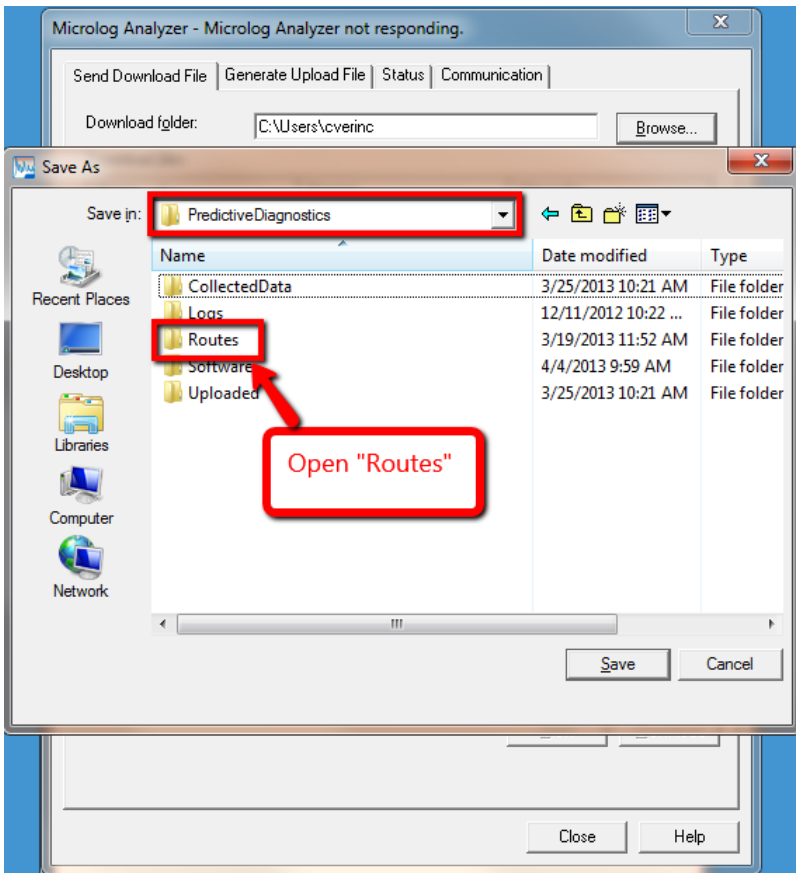 Microlog Analyzer - Microlog Analyzer not responding.
Send Download File Generate Upload File Status Communication
Download folder: C:\Users\cverinc Browse...
Save As
Save in: PredictiveDiagnostics
Name Date modified Type
CollectedData 3/25/2013 10:21 AM File folder
Logs 12/11/2012 10:22 ... File folder
Routes 3/19/2013 11:52 AM File folder
Software 4/4/2013 9:59 AM File folder
Uploaded 3/25/2013 10:21 AM File folder
Recent Places
Desktop
Libraries
Computer
Network
Open "Routes"
Save Cancel
Close Help